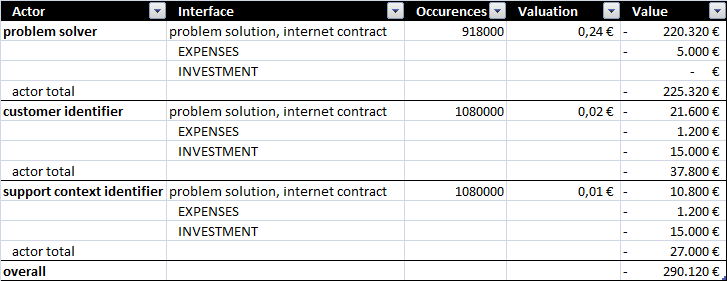 Actor Interface Occurences Valuation Value
problem solver problem solution, internet contract 918000 0,24 € - 220.320 €
EXPENSES - 5.000 €
INVESTMENT - €
actor total - 225.320 €
customer identifier problem solution, internet contract 1080000 0,02 € - 21.600 €
EXPENSES - 1.200 €
INVESTMENT - 15.000 €
actor total - 37.800 €
support context identifier problem solution, internet contract 1080000 0,01 € - 10.800 €
EXPENSES - 1.200 €
INVESTMENT - 15.000 €
actor total - 27.000 €
overall - 290.120 €